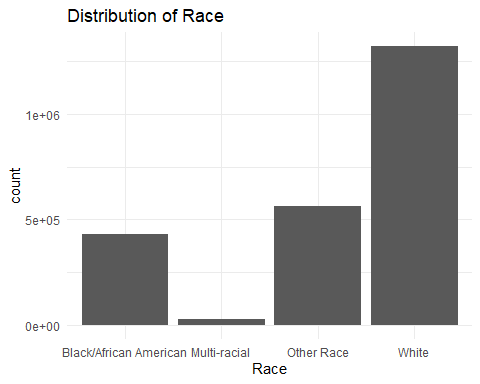 Distribution of Race
count
1e+06
5e+05
0e+00
Black/African American Multi-racial Other Race White
Race